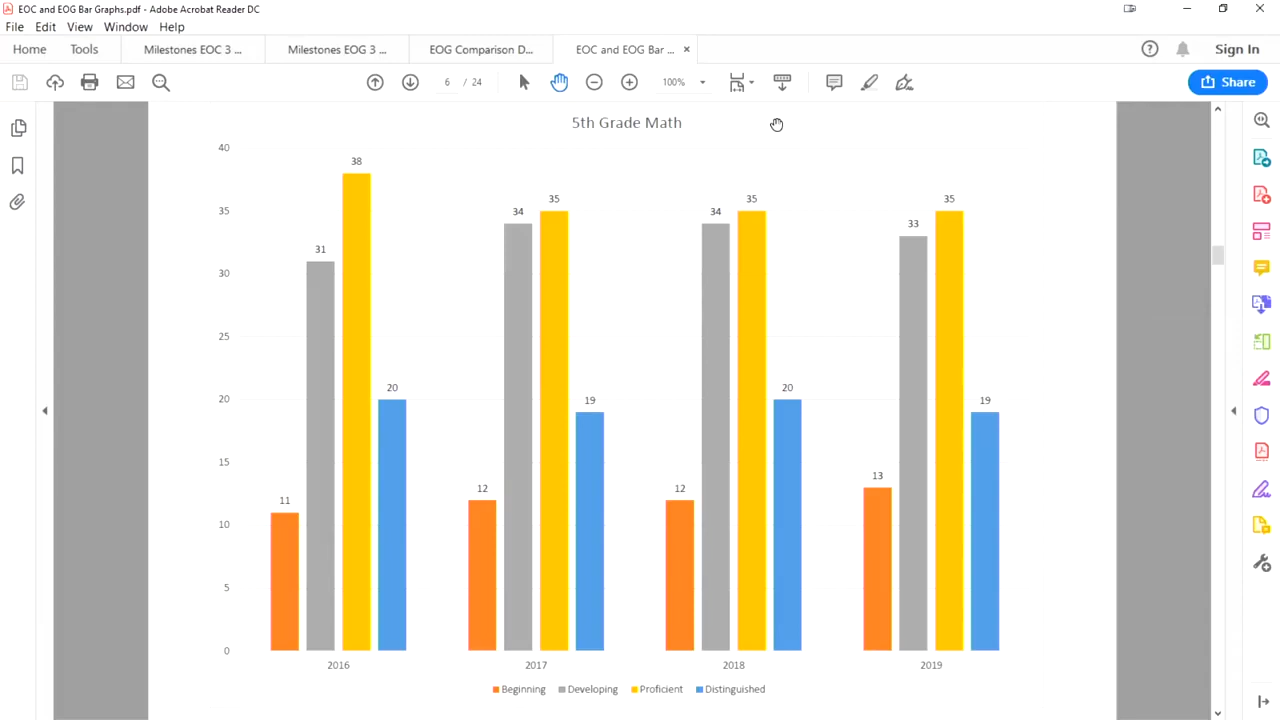 EOC and EOG Bar Graphs.pdf - Adobe Acrobat Reader DC
File Edit View Window Help
Home Tools Milestones EOC 3 ... Milestones EOG 3 ... EOG Comparison D... EOC and EOG Bar ... × Sign In
6 / 24 100% Share
5th Grade Math
40
38
35 35 35 35
34 34
33
31
30
25
20 20 20
19 19
15
13
12 12
11
10
5
0
2016 2017 2018 2019
Beginning Developing Proficient Distinguished